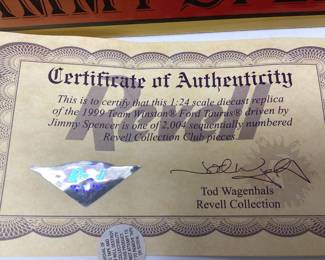 Certificate of Authenticity
This is to certify that this 1:24 scale diecast replica
of the 1999 Team Winston® Ford Taurus® driven by
Jimmy Spencer is one of 2,004 sequentially numbered
Revell Collection Club pieces.
Tod Wagenhals
Revell Collection